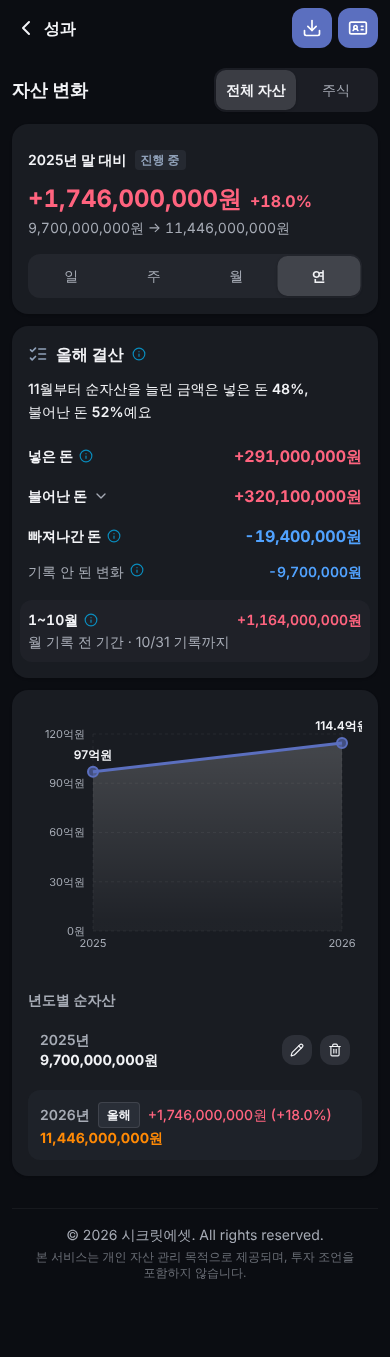 성과
자산 변화
전체 자산
주식
2025년 말 대비 진행 중
+1,746,000,000원 +18.0%
9,700,000,000원 → 11,446,000,000원
일 주 월 연
올해 결산
11월부터 순자산을 늘린 금액은 넣은 돈 48%,
불어난 돈 52%예요
넣은 돈 +291,000,000원
불어난 돈 +320,100,000원
빠져나간 돈 -19,400,000원
기록 안 된 변화 -9,700,000원
1~10월 +1,164,000,000원
월 기록 전 기간 · 10/31 기록까지
114.4억원
120억원
97억원
90억원
60억원
30억원
0원
2025 2026
년도별 순자산
2025년
9,700,000,000원
2026년 올해 +1,746,000,000원 (+18.0%)
11,446,000,000원
© 2026 시크릿에셋. All rights reserved.
본 서비스는 개인 자산 관리 목적으로 제공되며, 투자 조언을
포함하지 않습니다.